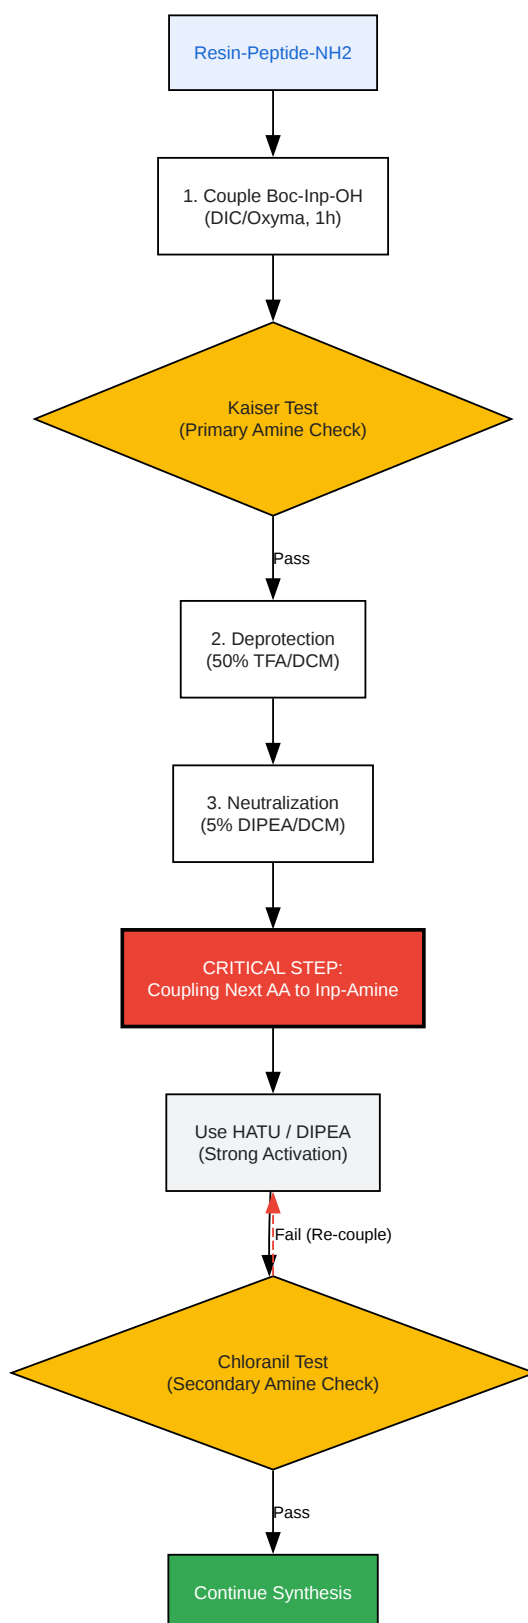 Resin-Peptide-NH2
1. Couple Boc-Inp-OH
(DIC/Oxyma, 1h)
Kaiser Test
(Primary Amine Check)
Pass
2. Deprotection
(50% TFA/DCM)
3. Neutralization
(5% DIPEA/DCM)
CRITICAL STEP:
Coupling Next AA to Inp-Amine
Use HATU / DIPEA
(Strong Activation)
Fail (Re-couple)
Chloranil Test
(Secondary Amine Check)
Pass
Continue Synthesis